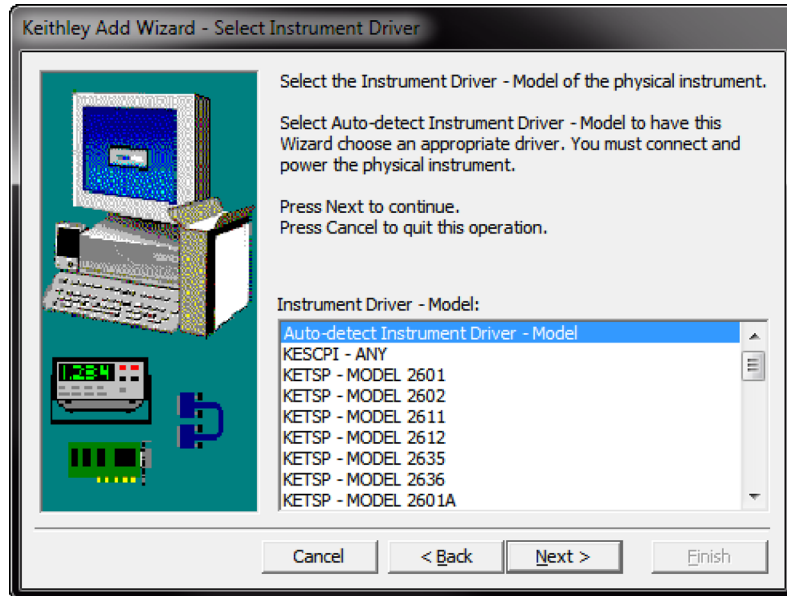 Keithley Add Wizard - Select Instrument Driver
Select the Instrument Driver - Model of the physical instrument.
Select Auto-detect Instrument Driver - Model to have this
Wizard choose an appropriate driver. You must connect and
power the physical instrument.
Press Next to continue.
Press Cancel to quit this operation.
1.234
Instrument Driver - Model:
Auto-detect Instrument Driver - Model
KESCPI - ANY
KETSP - MODEL 2601
KETSP - MODEL 2602
KETSP - MODEL 2611
KETSP - MODEL 2612
KETSP - MODEL 2635
KETSP - MODEL 2636
KETSP - MODEL 2601A
Cancel
< Back
Next >
Finish